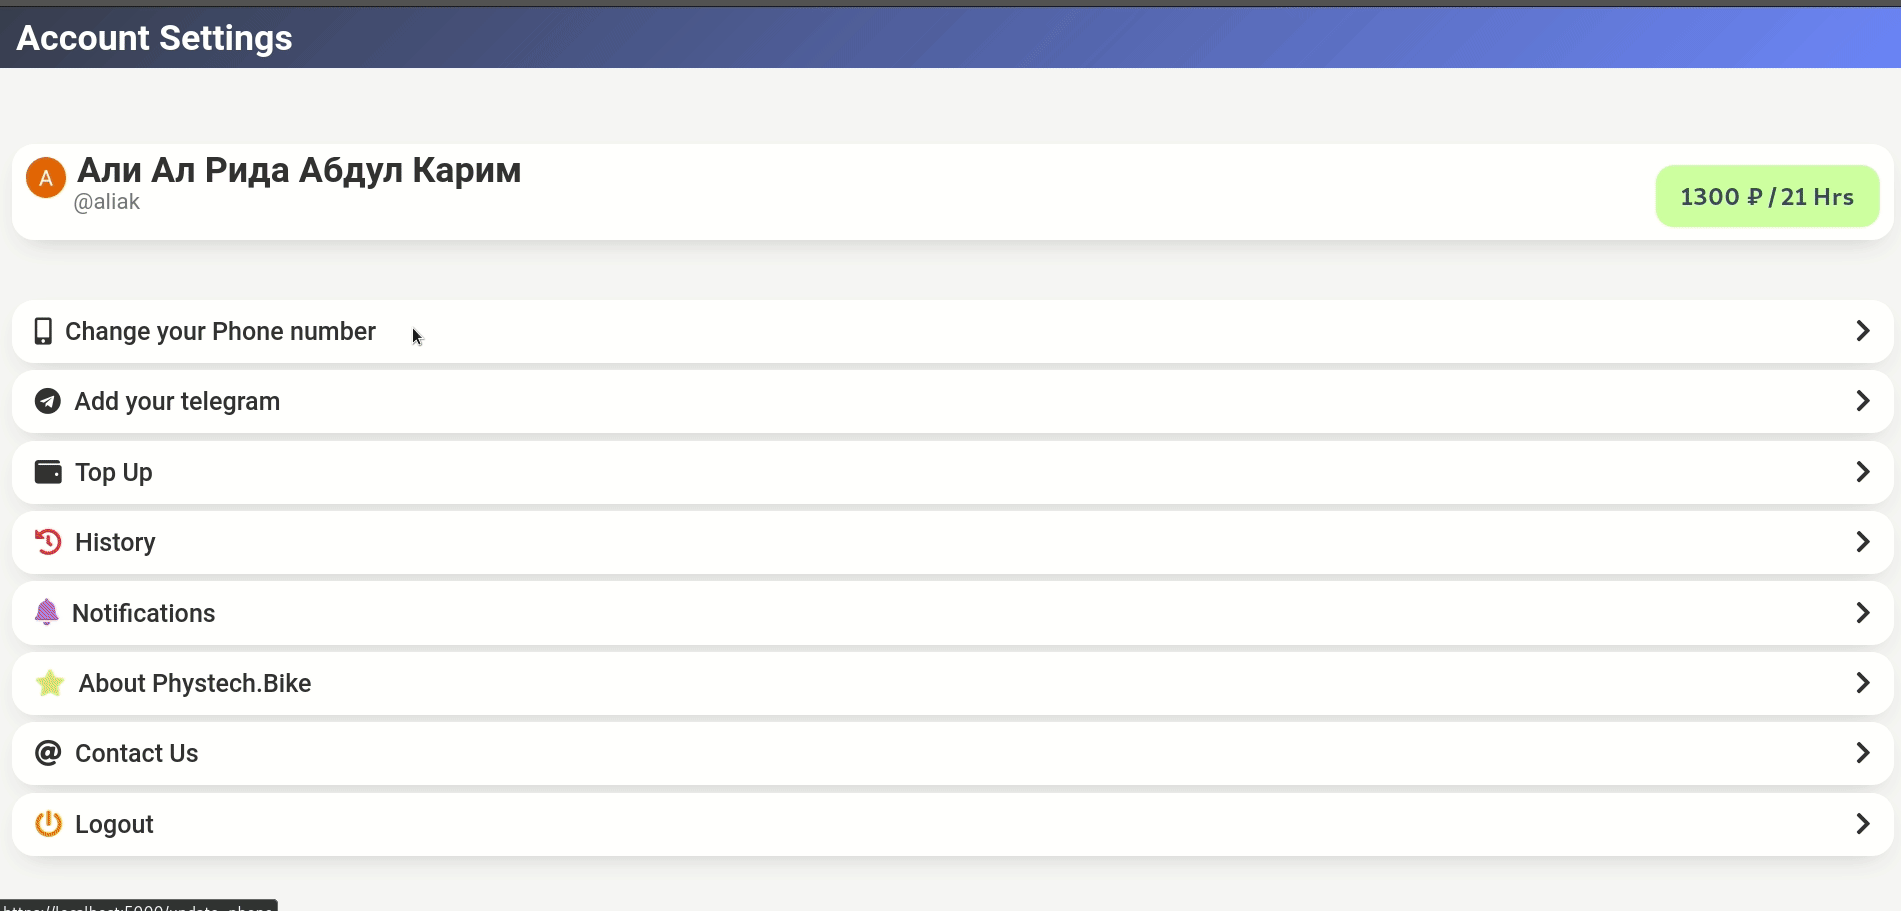 Account Settings
A
Али Ал Рида Абдул Карим
@aliak
1300 ₽ / 21 Hrs
Change your Phone number
Add your telegram
Top Up
History
Notifications
About Phystech.Bike
Contact Us
Logout